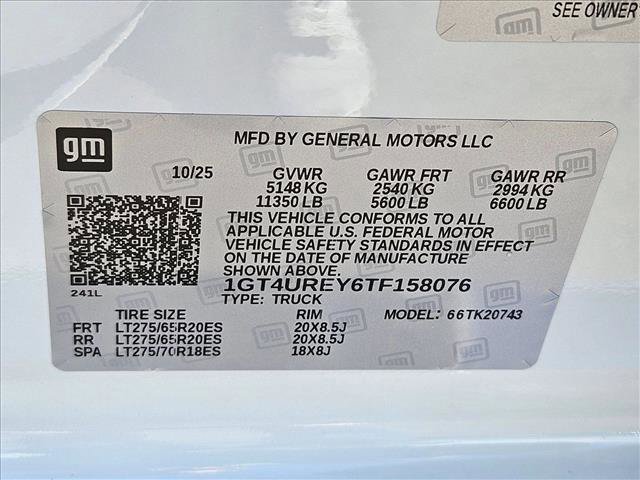 SEE OWNER
gm
MFD BY GENERAL MOTORS LLC
10/25 GVWR GAWR FRT GAWR RR
5148 KG 2540 KG 2994 KG
11350 LB 5600 LB 6600 LB
THIS VEHICLE CONFORMS TO ALL
APPLICABLE U.S. FEDERAL MOTOR
VEHICLE SAFETY STANDARDS IN EFFECT
ON THE DATE OF MANUFACTURE
SHOWN ABOVE.
241L
1GT4UREY6TF158076
TYPE: TRUCK
TIRE SIZE RIM MODEL: 66TK20743
FRT LT275/65R20ES 20X8.5J
RR LT275/65R20ES 20X8.5J
SPA LT275/70R18ES 18X8J